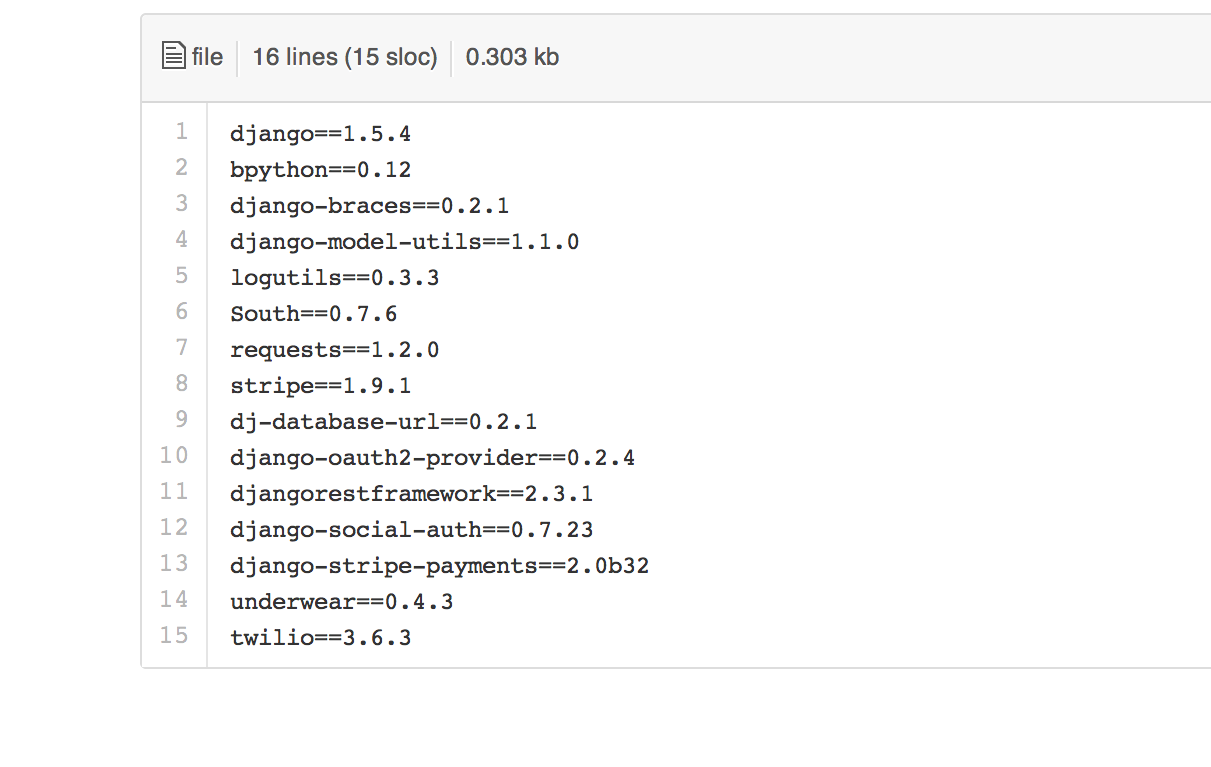 file 16 lines (15 sloc) 0.303 kb
1 django==1.5.4
2 bpython==0.12
3 django-braces==0.2.1
4 django-model-utils==1.1.0
5 logutils==0.3.3
6 South==0.7.6
7 requests==1.2.0
8 stripe==1.9.1
9 dj-database-url==0.2.1
10 django-oauth2-provider==0.2.4
11 djangorestframework==2.3.1
12 django-social-auth==0.7.23
13 django-stripe-payments==2.0b32
14 underwear==0.4.3
15 twilio==3.6.3